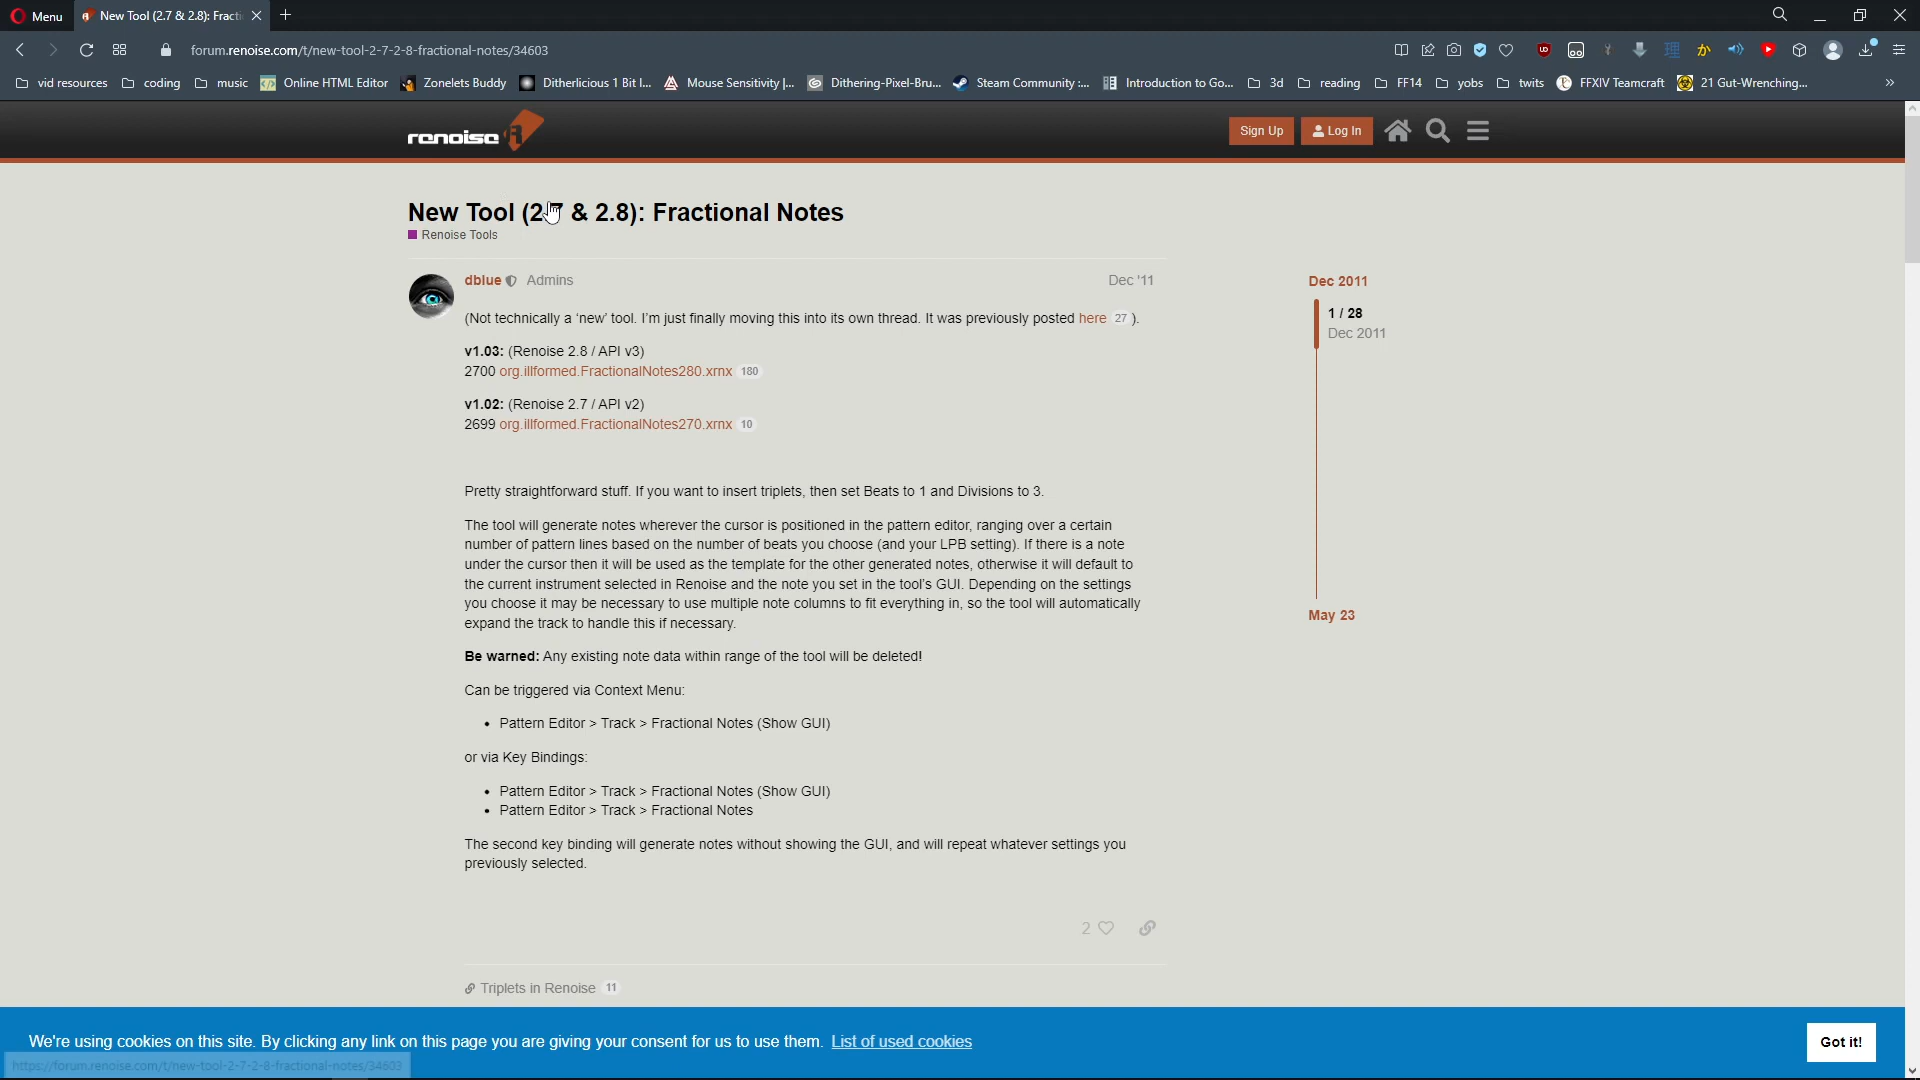 Menu
New Tool (2.7 & 2.8): Fracti
forum.renoise.com/t/new-tool-2-7-2-8-fractional-notes/34603
vid resources coding music Online HTML Editor Zonelets Buddy Ditherlicious 1 Bit I... Mouse Sensitivity |... Dithering-Pixel-Bru... Steam Community :... Introduction to Go... 3d reading FF14 yobs twits FFXIV Teamcraft 21 Gut-Wrenching... »
renoise Sign Up Log In
New Tool (2.7 & 2.8): Fractional Notes
Renoise Tools
dblue Admins Dec '11
(Not technically a ‘new’ tool. I’m just finally moving this into its own thread. It was previously posted here 27 ).
v1.03: (Renoise 2.8 / API v3)
2700 org.illformed.FractionalNotes280.xrnx 180
v1.02: (Renoise 2.7 / API v2)
2699 org.illformed.FractionalNotes270.xrnx 10
Pretty straightforward stuff. If you want to insert triplets, then set Beats to 1 and Divisions to 3.
The tool will generate notes wherever the cursor is positioned in the pattern editor, ranging over a certain
number of pattern lines based on the number of beats you choose (and your LPB setting). If there is a note
under the cursor then it will be used as the template for the other generated notes, otherwise it will default to
the current instrument selected in Renoise and the note you set in the tool’s GUI. Depending on the settings
you choose it may be necessary to use multiple note columns to fit everything in, so the tool will automatically
expand the track to handle this if necessary.
Be warned: Any existing note data within range of the tool will be deleted!
Can be triggered via Context Menu:
• Pattern Editor > Track > Fractional Notes (Show GUI)
or via Key Bindings:
• Pattern Editor > Track > Fractional Notes (Show GUI)
• Pattern Editor > Track > Fractional Notes
The second key binding will generate notes without showing the GUI, and will repeat whatever settings you
previously selected.
2
Triplets in Renoise 11
Dec 2011
1 / 28
Dec 2011
May 23
We're using cookies on this site. By clicking any link on this page you are giving your consent for us to use them. List of used cookies
Got it!
https://forum.renoise.com/t/new-tool-2-7-2-8-fractional-notes/34603